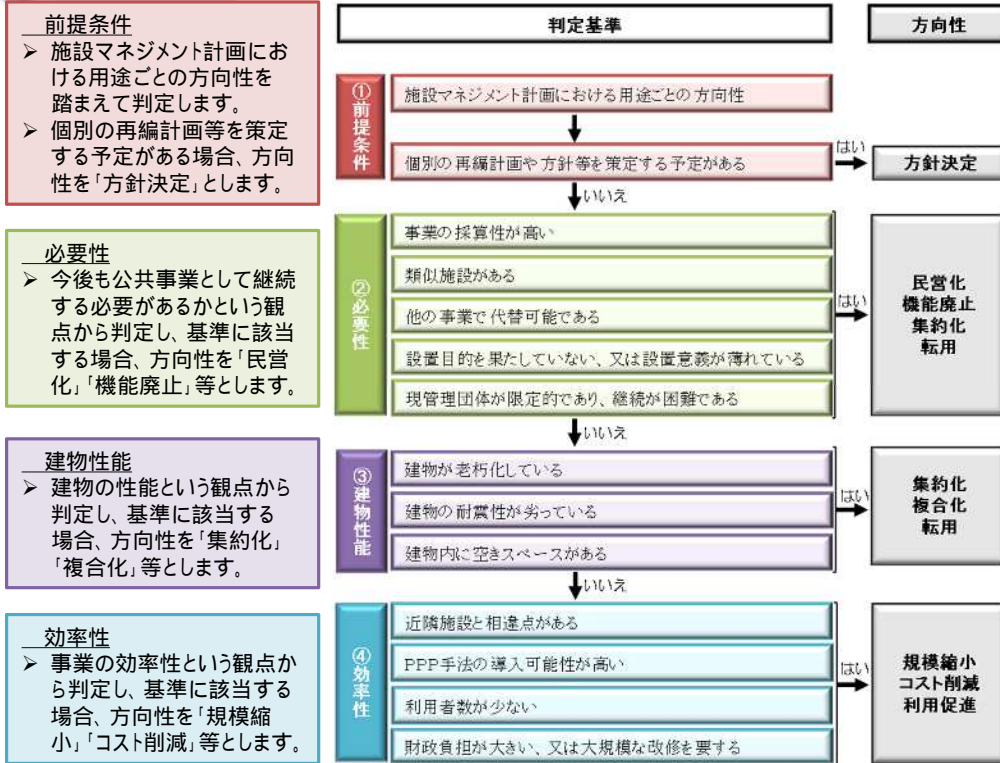 前提条件
➢ 施設マネジメント計画にお
ける用途ごとの方向性を
踏まえて判定します。
➢ 個別の再編計画等を策定
する予定がある場合、方向
性を「方針決定」とします。
必要性
➢ 今後も公共事業として継続
する必要があるかという観
点から判定し、基準に該当
する場合、方向性を「民営
化」「機能廃止」等とします。
建物性能
➢ 建物の性能という観点から
判定し、基準に該当する
場合、方向性を「集約化」
「複合化」等とします。
効率性
➢ 事業の効率性という観点か
ら判定し、基準に該当する
場合、方向性を「規模縮
小」「コスト削減」等とします。
判定基準
方向性
①前提条件
施設マネジメント計画における用途ごとの方向性
個別の再編計画や方針等を策定する予定がある
はい
方針決定
いいえ
②必要性
事業の採算性が高い
類似施設がある
他の事業で代替可能である
設置目的を果たしていない、又は設置意義が薄れている
現管理団体が限定的であり、継続が困難である
はい
民営化
機能廃止
集約化
転用
いいえ
③建物性能
建物が老朽化している
建物の耐震性が劣っている
建物内に空きスペースがある
はい
集約化
複合化
転用
いいえ
④効率性
近隣施設と相違点がある
PPP手法の導入可能性が高い
利用者数が少ない
財政負担が大きい、又は大規模な改修を要する
はい
規模縮小
コスト削減
利用促進